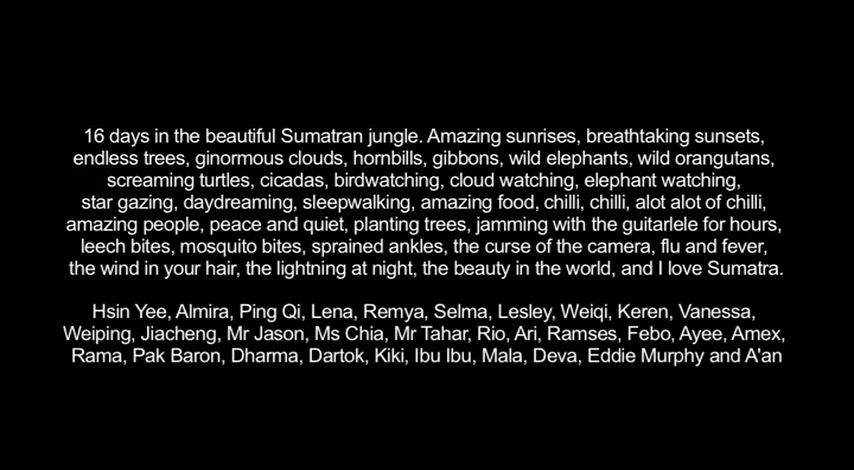 16 days in the beautiful Sumatran jungle. Amazing sunrises, breathtaking sunsets,
endless trees, ginormous clouds, hornbills, gibbons, wild elephants, wild orangutans,
screaming turtles, cicadas, birdwatching, cloud watching, elephant watching,
star gazing, daydreaming, sleepwalking, amazing food, chilli, chilli, alot alot of chilli,
amazing people, peace and quiet, planting trees, jamming with the guitarlele for hours,
leech bites, mosquito bites, sprained ankles, the curse of the camera, flu and fever,
the wind in your hair, the lightning at night, the beauty in the world, and I love Sumatra.
Hsin Yee, Almira, Ping Qi, Lena, Remya, Selma, Lesley, Weiqi, Keren, Vanessa,
Weiping, Jiacheng, Mr Jason, Ms Chia, Mr Tahar, Rio, Ari, Ramses, Febo, Ayee, Amex,
Rama, Pak Baron, Dharma, Dartok, Kiki, Ibu Ibu, Mala, Deva, Eddie Murphy and A'an